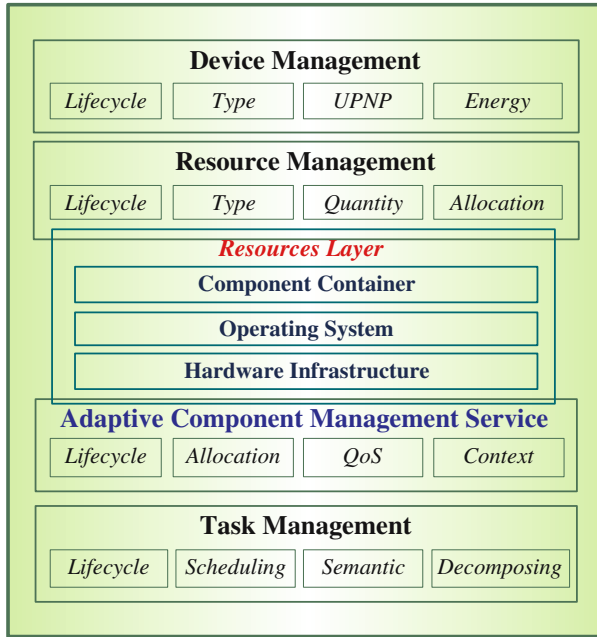 Device Management
Lifecycle Type UPNP Energy
Resource Management
Lifecycle Type Quantity Allocation
Resources Layer
Component Container
Operating System
Hardware Infrastructure
Adaptive Component Management Service
Lifecycle Allocation QoS Context
Task Management
Lifecycle Scheduling Semantic Decomposing